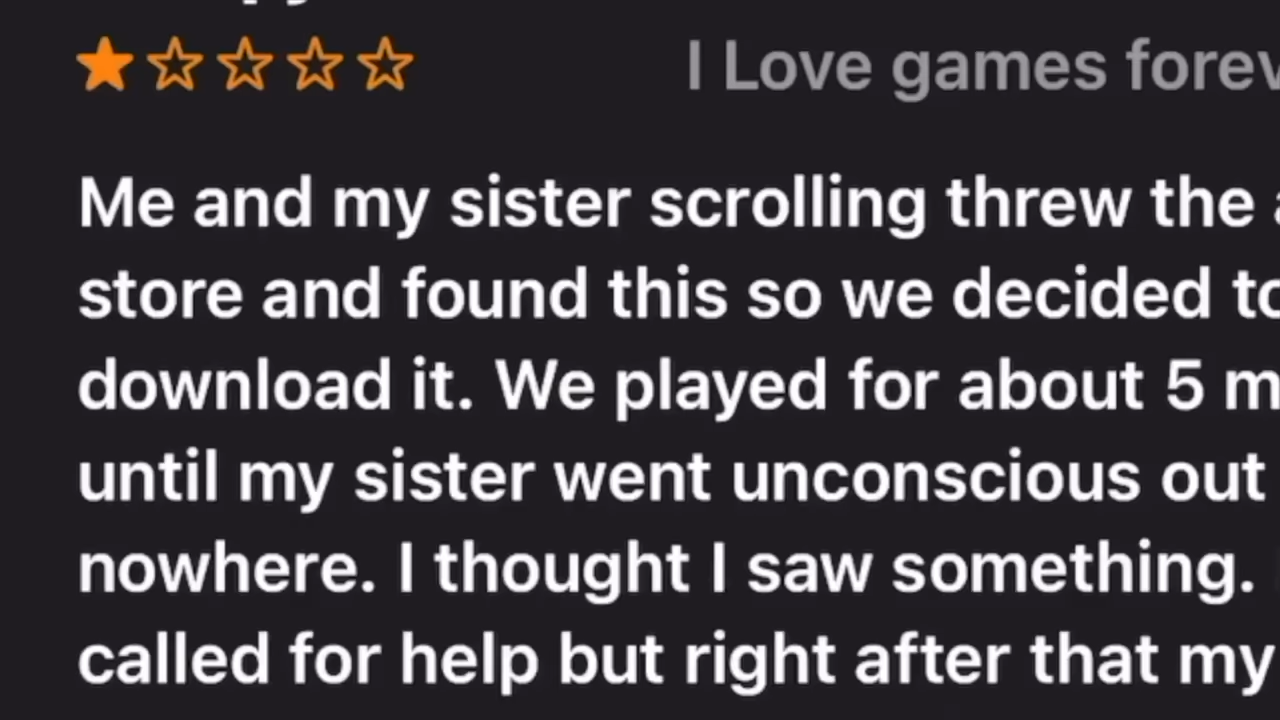 I Love games forev
Me and my sister scrolling threw the
store and found this so we decided to
download it. We played for about 5 m
until my sister went unconscious out
nowhere. I thought I saw something.
called for help but right after that my